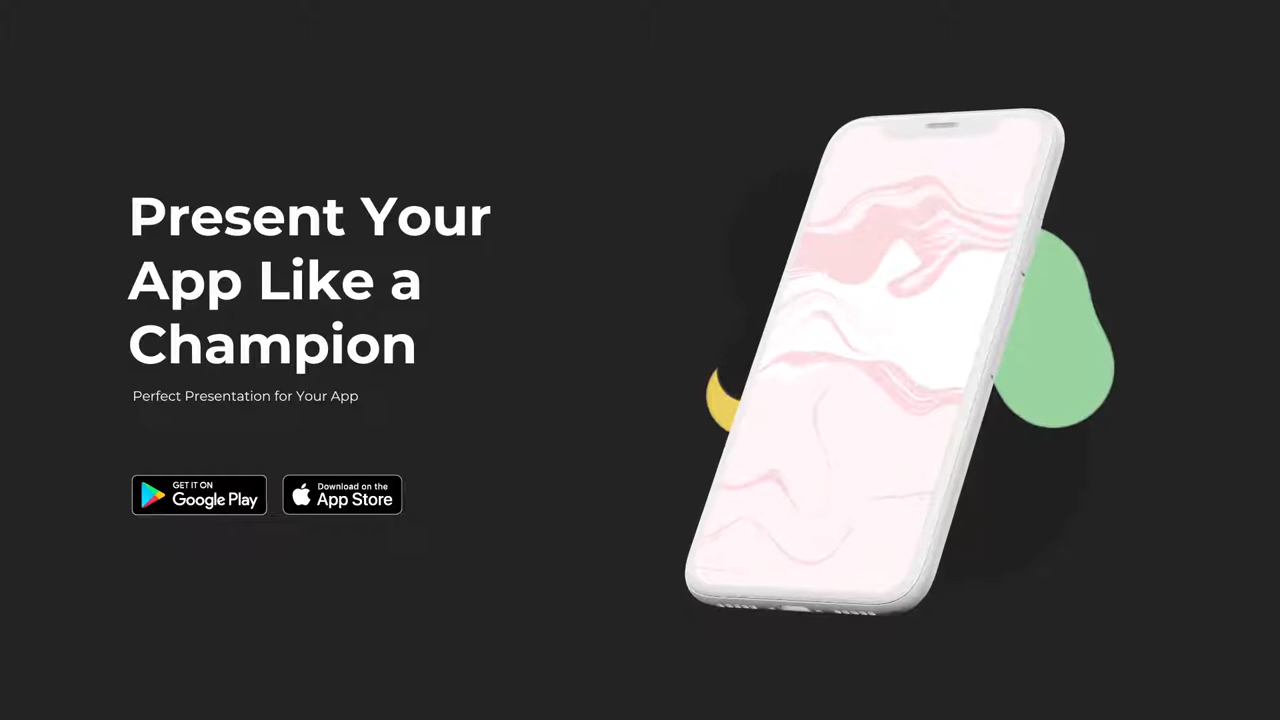 Present Your
App Like a
Champion
Perfect Presentation for Your App
GET IT ON
Google Play
Download on the
App Store